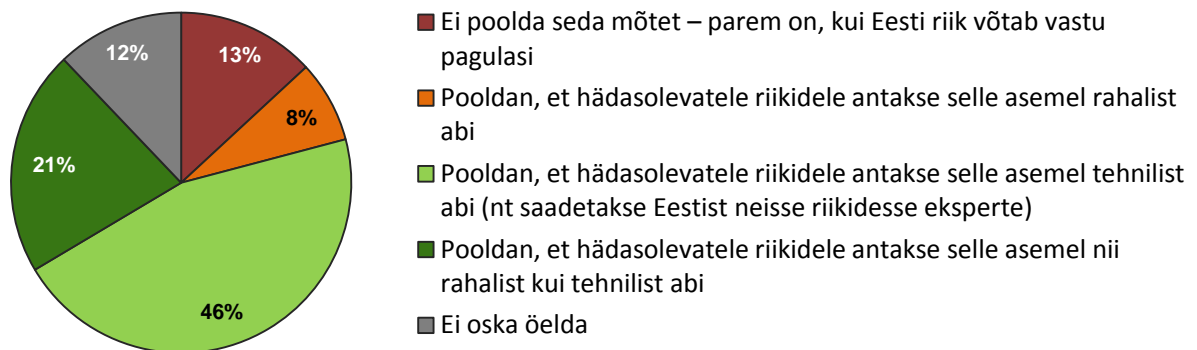 12%
13%
8%
21%
46%
Ei poolda seda mõtet – parem on, kui Eesti riik võtab vastu
pagulasi
Pooldan, et hädasolevatele riikidele antakse selle asemel rahalist
abi
Pooldan, et hädasolevatele riikidele antakse selle asemel tehnilist
abi (nt saadetakse Eestist neisse riikidesse eksperte)
Pooldan, et hädasolevatele riikidele antakse selle asemel nii
rahalist kui tehnilist abi
Ei oska öelda